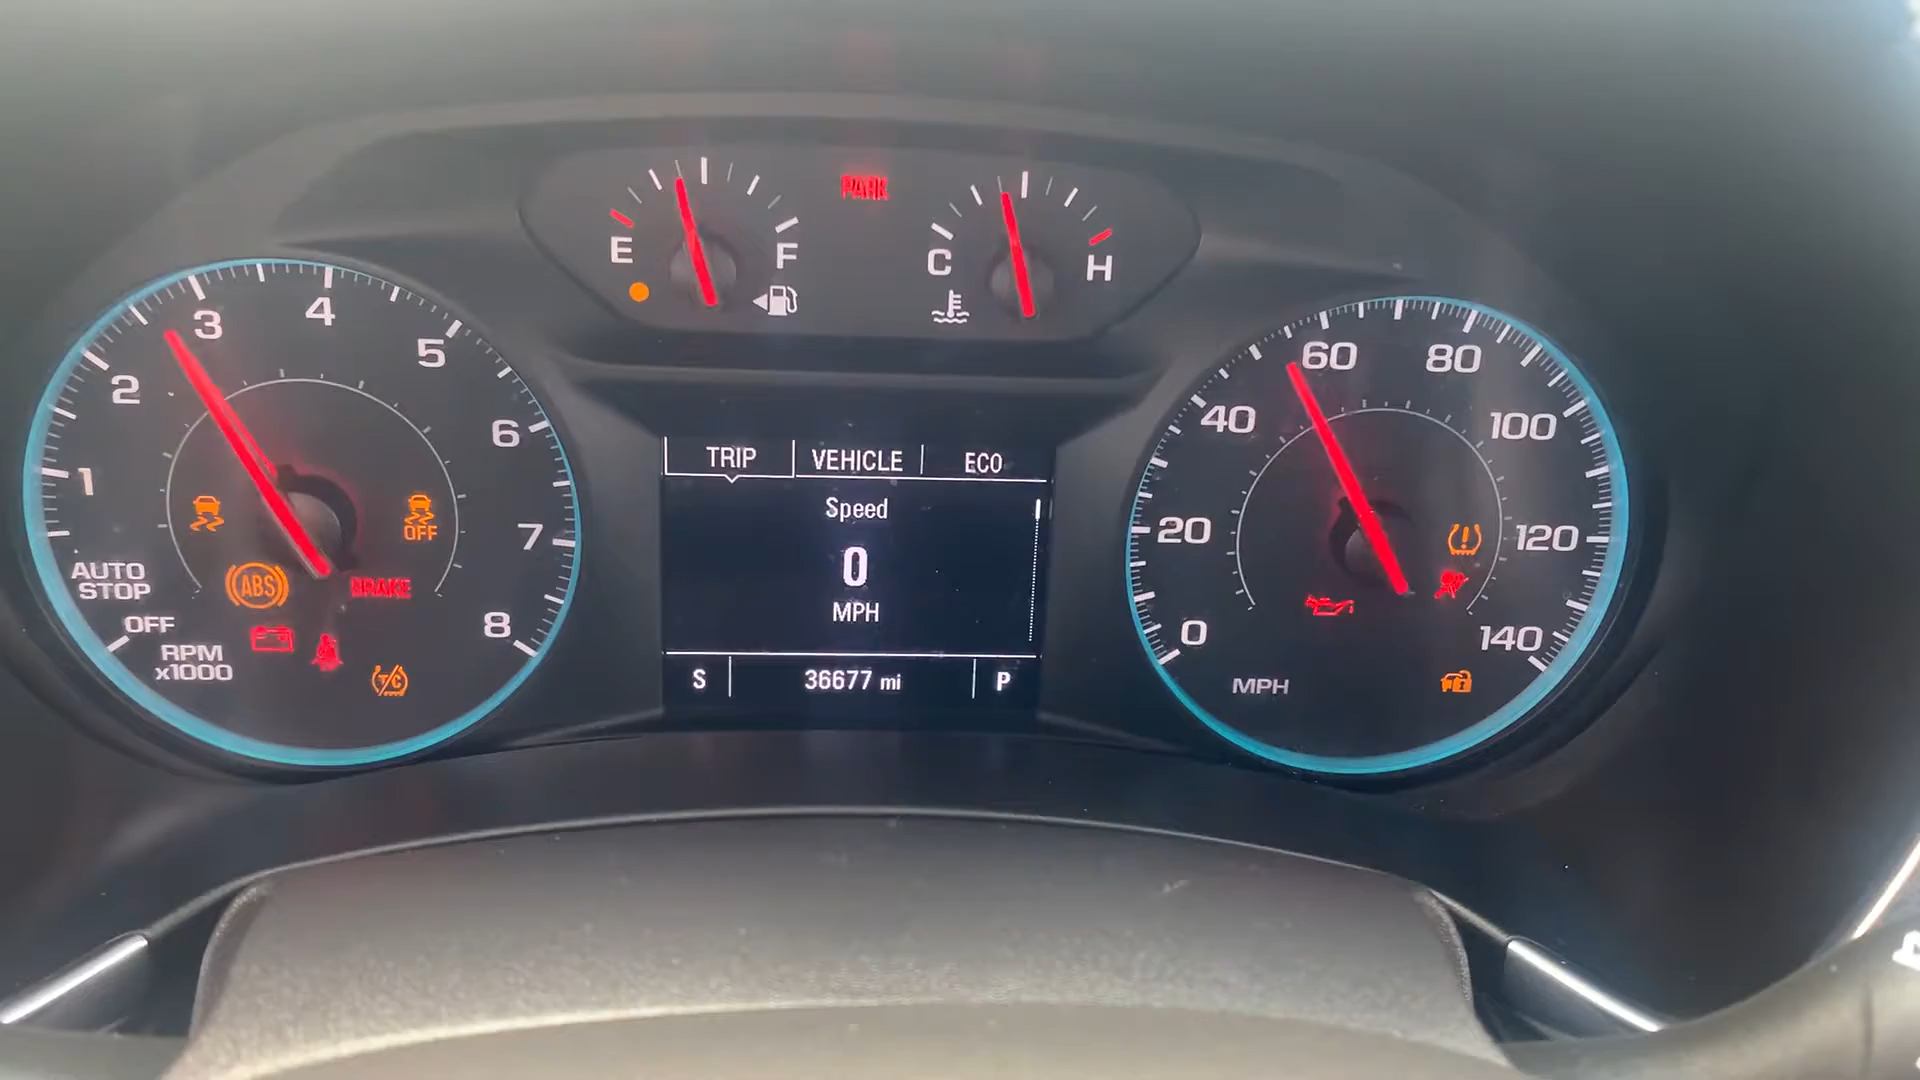 PARK
E
F
C
H
1
2
3
4
5
6
7
8
AUTO
STOP
OFF
RPM
x1000
OFF
ABS
BRAKE
T/C
TRIP
VEHICLE
ECO
Speed
0
MPH
S
36677 mi
P
0
20
40
60
80
100
120
140
MPH